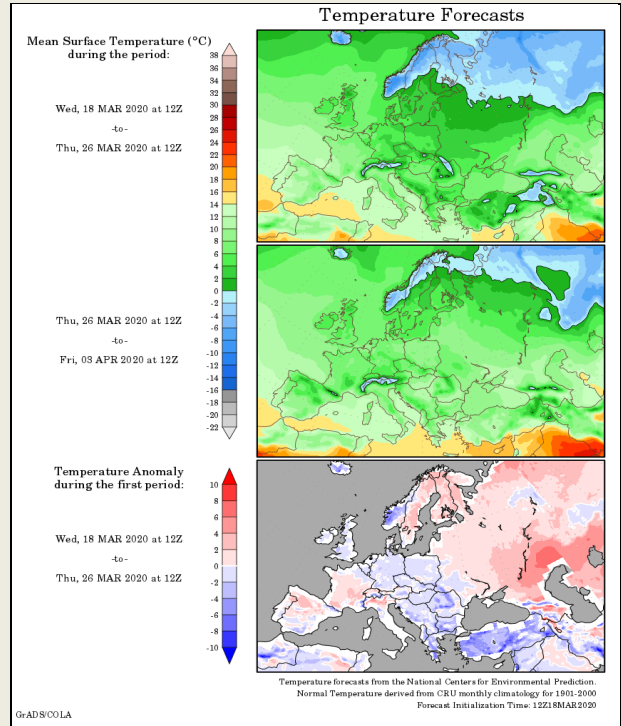 Temperature Forecasts
Mean Surface Temperature (°C)
during the period:
Wed, 18 MAR 2020 at 12Z
-to-
Thu, 26 MAR 2020 at 12Z
38
36
34
32
30
28
26
24
22
20
18
16
14
12
10
8
6
4
2
0
-2
-4
-6
-8
-10
-12
-14
-16
-18
-20
-22
Thu, 26 MAR 2020 at 12Z
-to-
Fri, 03 APR 2020 at 12Z
Temperature Anomaly
during the first period:
Wed, 18 MAR 2020 at 12Z
-to-
Thu, 26 MAR 2020 at 12Z
10
8
6
4
2
0
-2
-4
-6
-8
-10
Temperature forecasts from the National Centers for Environmental Prediction.
Normal Temperature derived from CRU monthly climatology for 1901-2000
Forecast Initialization Time: 12Z18MAR2020
GrADS/COLA